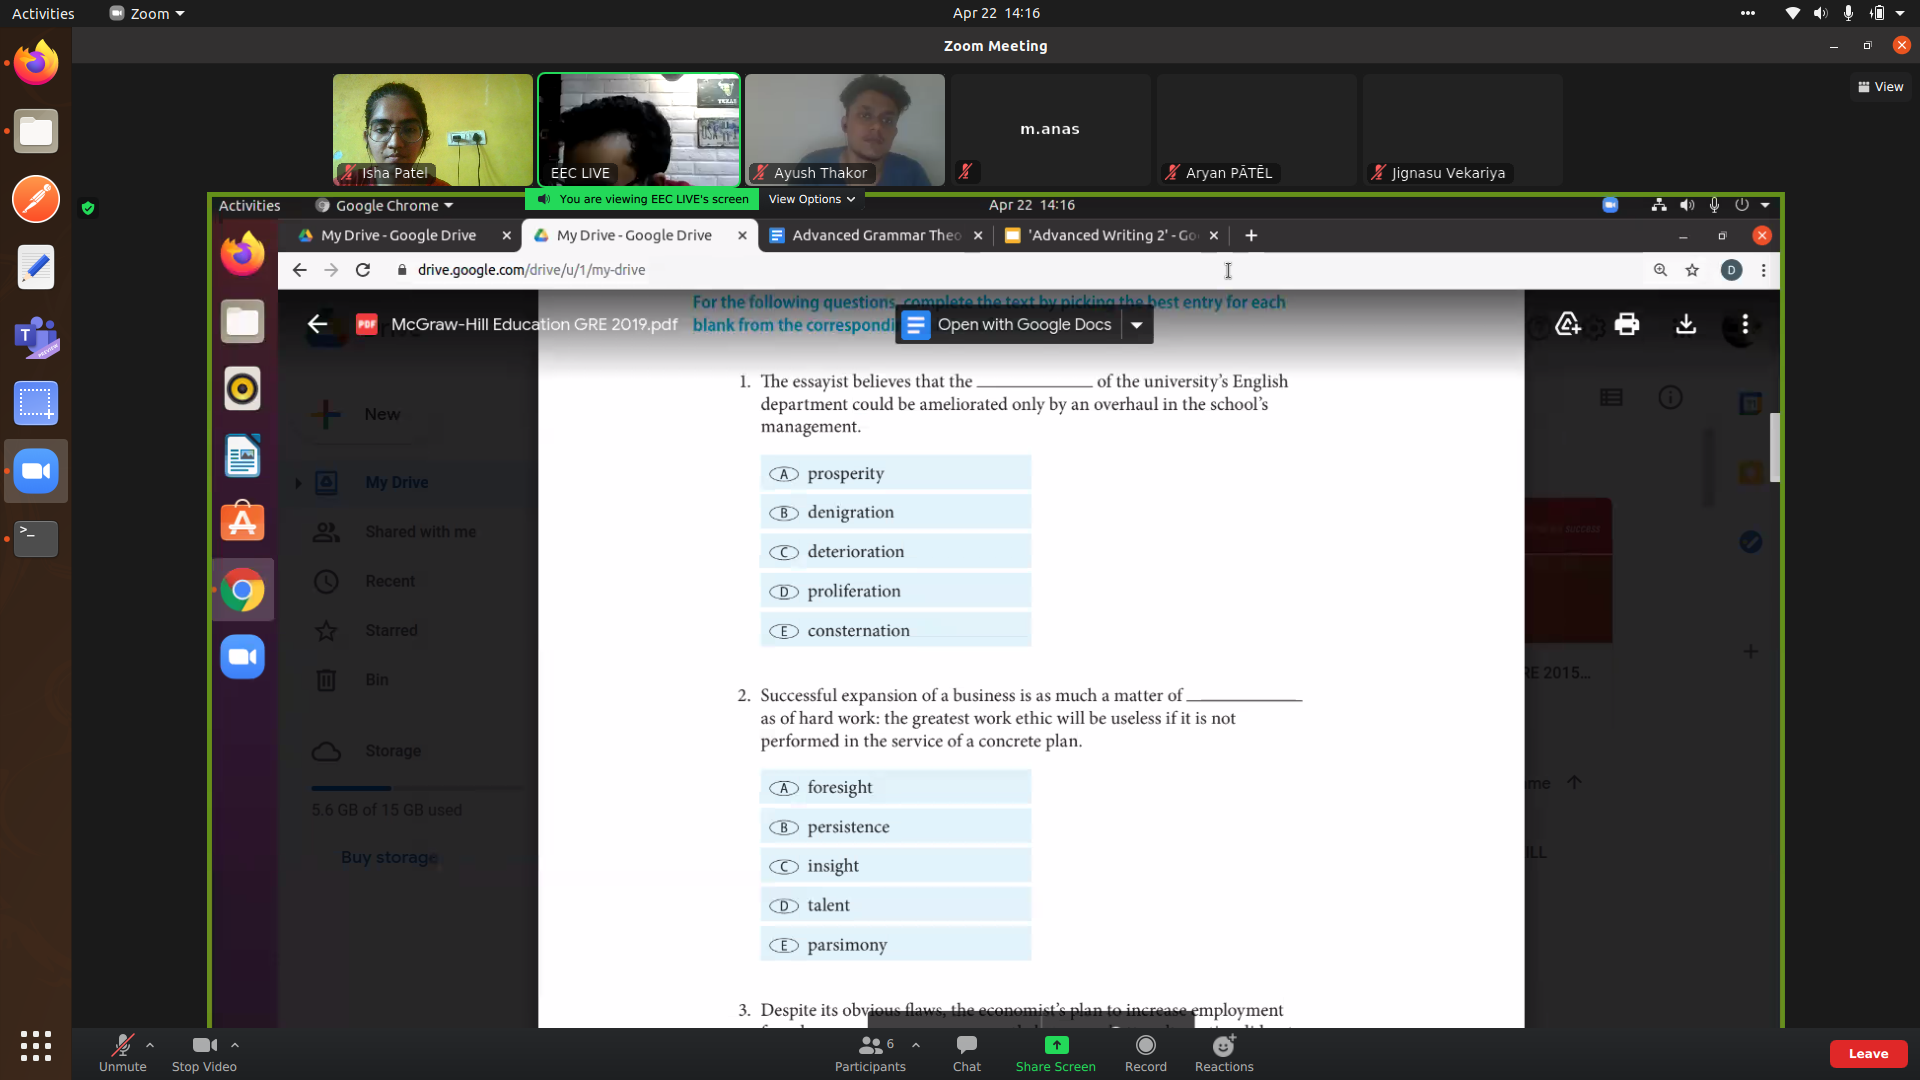 Activities Zoom Apr 22 14:16
Zoom Meeting
View
TEXAS
Isha Patel
EEC LIVE
Ayush Thakor
m.anas
Aryan PĀTĒL
Jignasu Vekariya
You are viewing EEC LIVE's screen View Options
Activities Google Chrome Apr 22 14:16
My Drive - Google Drive My Drive - Google Drive Advanced Grammar Theo 'Advanced Writing 2' - Go
drive.google.com/drive/u/1/my-drive D
For the following questions, complete the text by picking the best entry for each
blank from the correspondi
PDF McGraw-Hill Education GRE 2019.pdf Open with Google Docs
1. The essayist believes that the ____________ of the university's English
department could be ameliorated only by an overhaul in the school's
management.
A prosperity
B denigration
C deterioration
D proliferation
E consternation
2. Successful expansion of a business is as much a matter of ____________
as of hard work: the greatest work ethic will be useless if it is not
performed in the service of a concrete plan.
A foresight
B persistence
C insight
D talent
E parsimony
3. Despite its obvious flaws, the economist's plan to increase employment
New
My Drive
Shared with me
Recent
Starred
Bin
Storage
5.6 GB of 15 GB used
Buy storage
SUCCESS
RE 2015...
me
ILL
Unmute Stop Video Participants 6 Chat Share Screen Record Reactions Leave